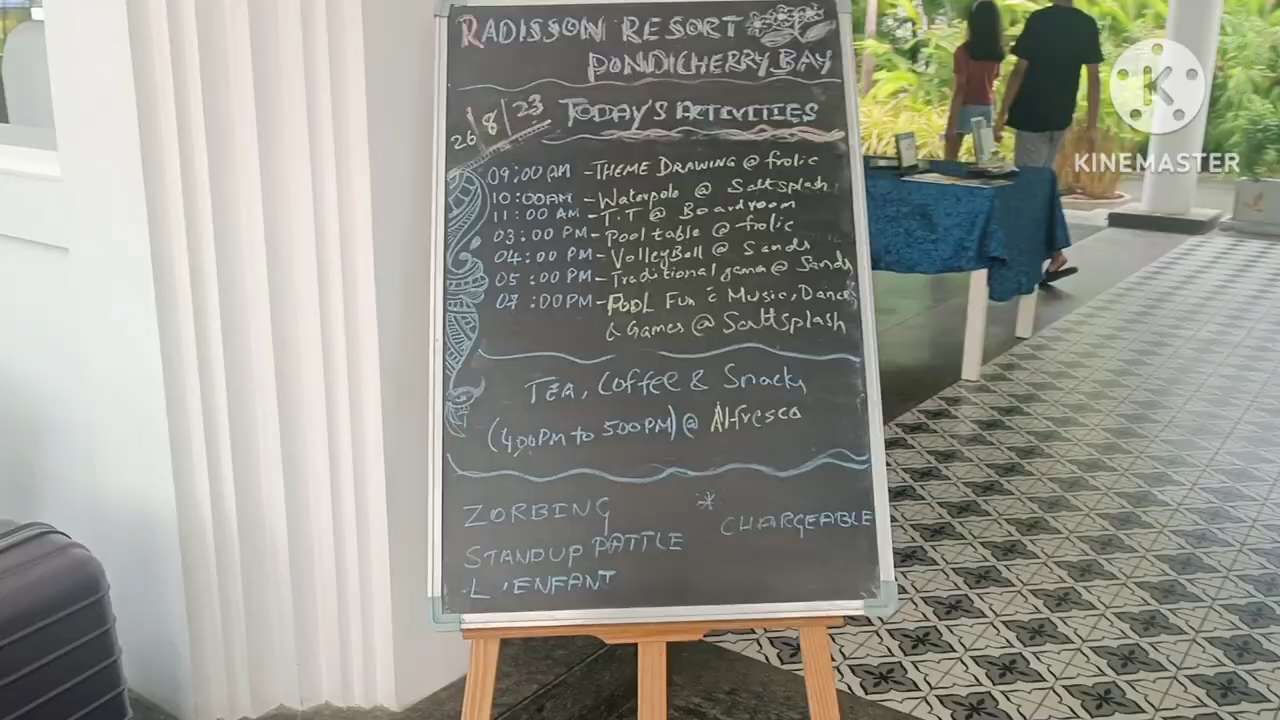 RADISSON RESORT
PONDICHERRY BAY
26/8/23 TODAY'S ACTIVITIES
09:00 AM - THEME DRAWING @ frolic
10:00AM - Waterpolo @ Saltsplash
11:00 AM - T.T @ Boardroom
03:00 PM - Pool table @ frolic
04:00 PM - VolleyBall @ Sands
05:00 PM - Traditional game @ Sands
07:00PM - POOL Fun c Music, Dance
& Games @ SaltSplash
TEA, Coffee & Snacks
(4:00PM to 5:00PM) @ Alfresco
ZORBING
* CHARGEABLE
STANDUP PATTLE
L'ENFANT
KINEMASTER